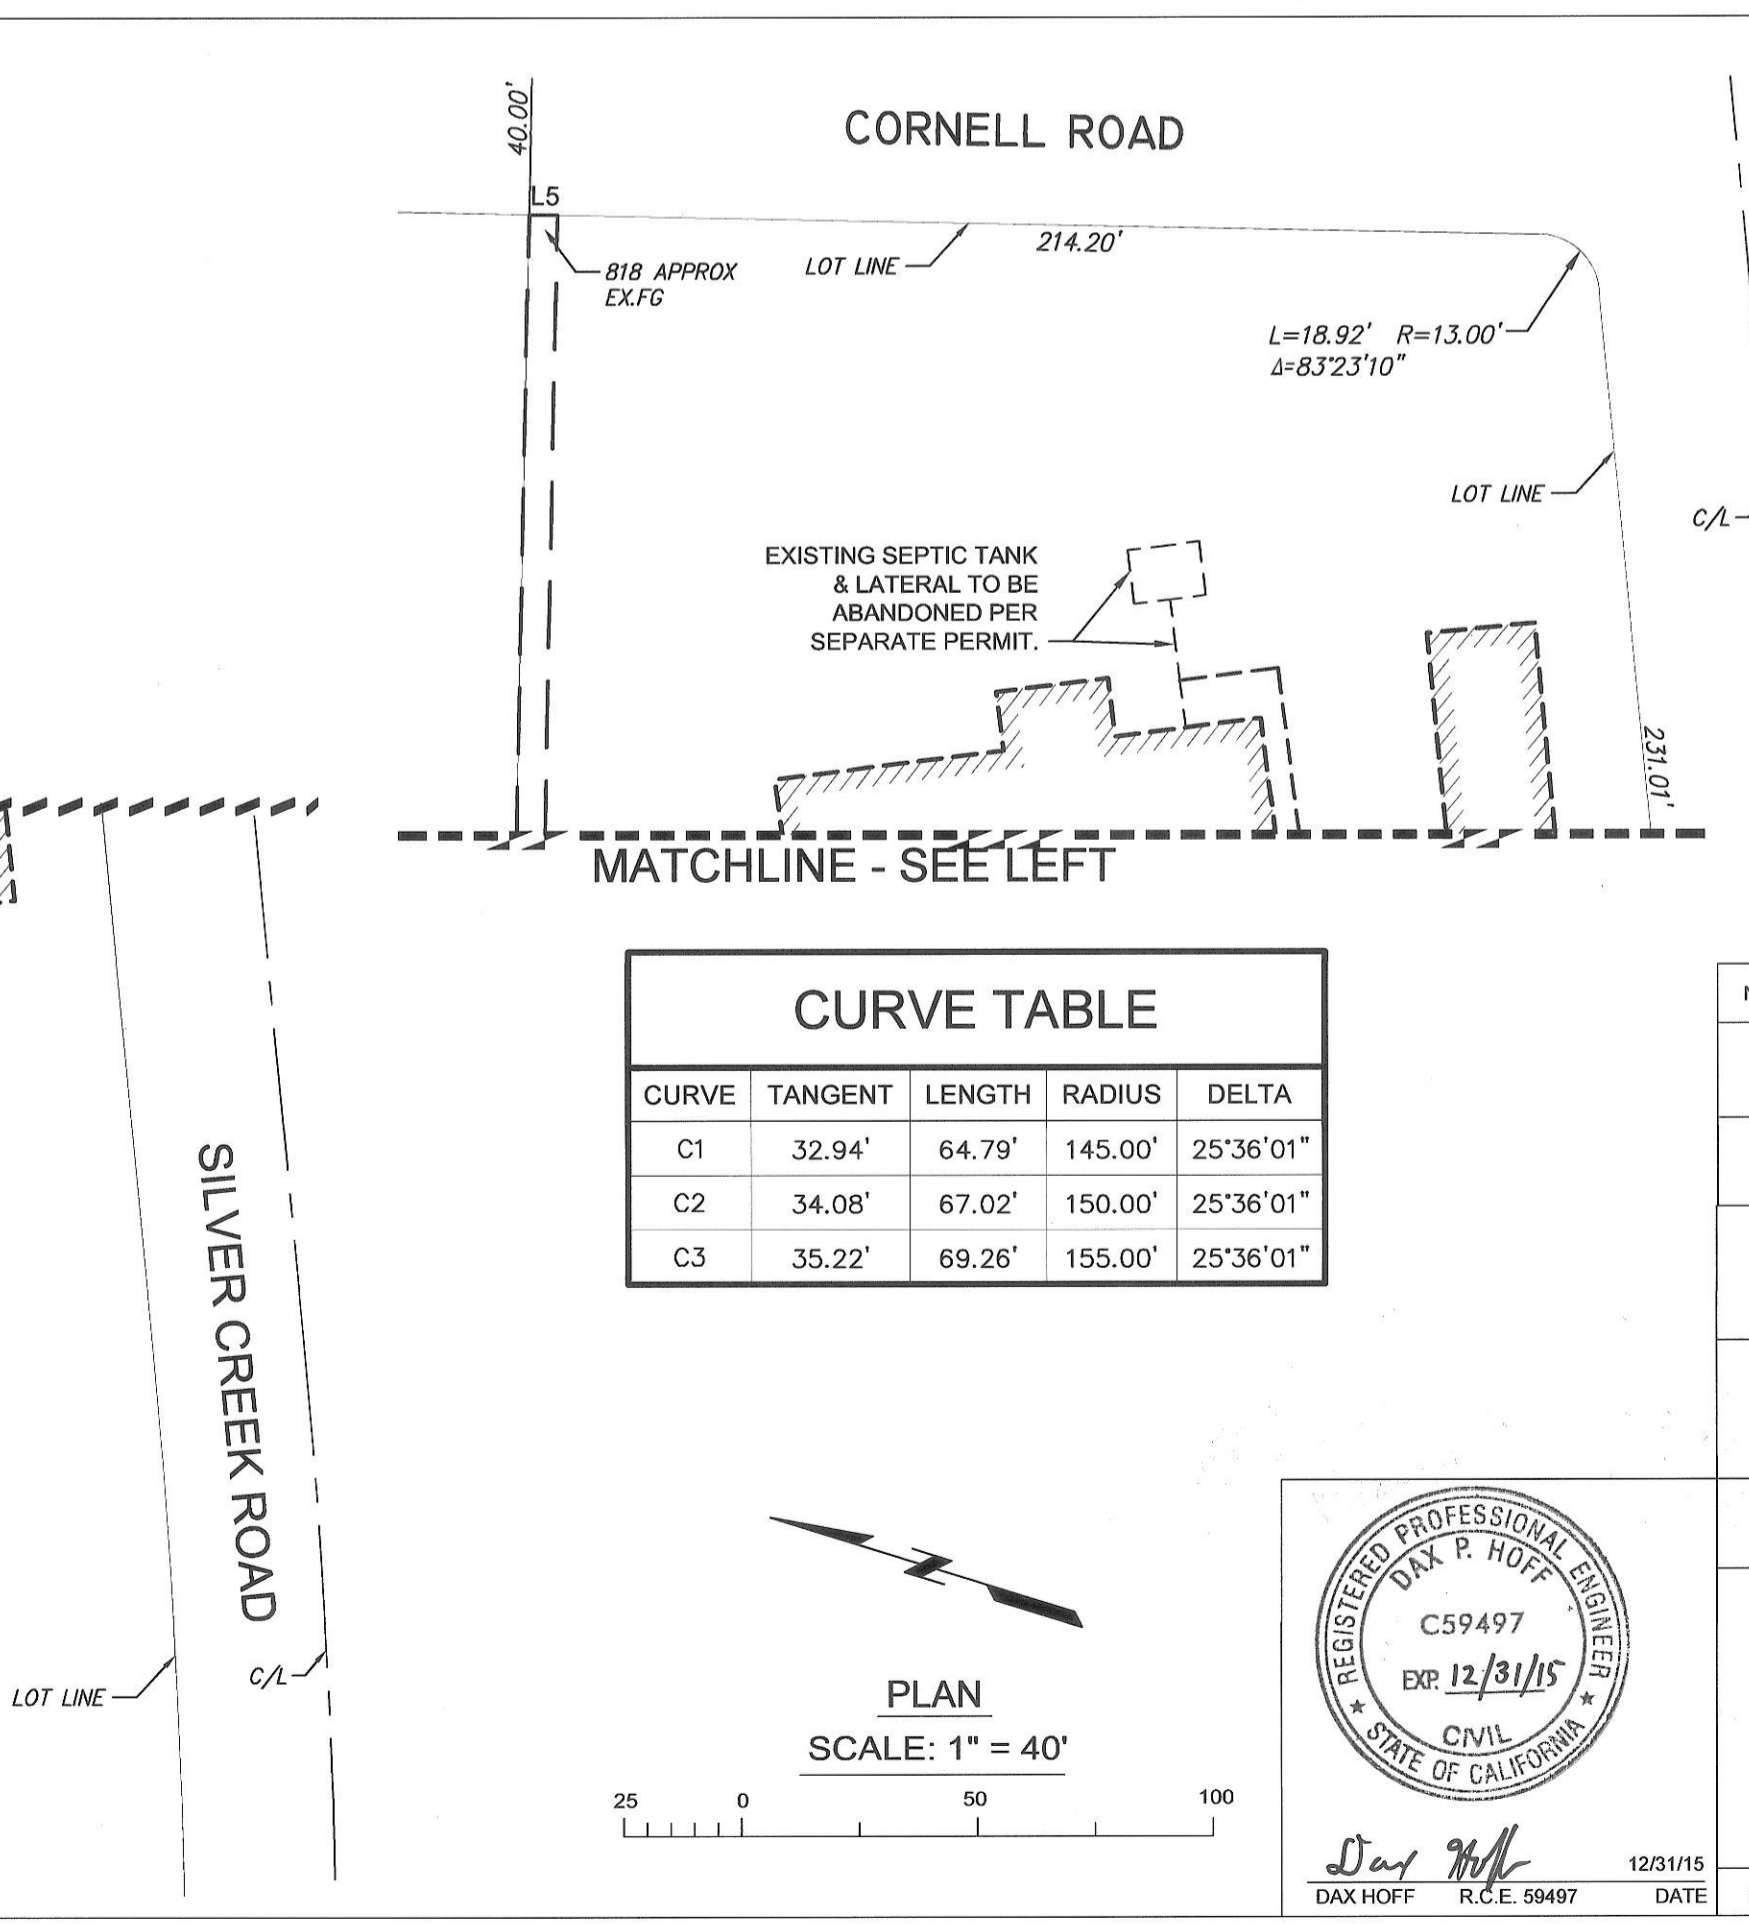 40.00'
CORNELL ROAD
L5
818 APPROX
EX.FG
LOT LINE
214.20'
L=18.92' R=13.00'
Δ=83°23'10"
LOT LINE
C/L
EXISTING SEPTIC TANK
& LATERAL TO BE
ABANDONED PER
SEPARATE PERMIT.
231.01'
MATCHLINE - SEE LEFT
CURVE TABLE
CURVE TANGENT LENGTH RADIUS DELTA
C1 32.94' 64.79' 145.00' 25°36'01"
C2 34.08' 67.02' 150.00' 25°36'01"
C3 35.22' 69.26' 155.00' 25°36'01"
SILVER CREEK ROAD
LOT LINE
C/L
PLAN
SCALE: 1" = 40'
25 0 50 100
REGISTERED PROFESSIONAL ENGINEER
DAX P. HOFF
C59497
EXP. 12/31/15
CIVIL
STATE OF CALIFORNIA
Dax Hoff
12/31/15
DAX HOFF R.C.E. 59497 DATE